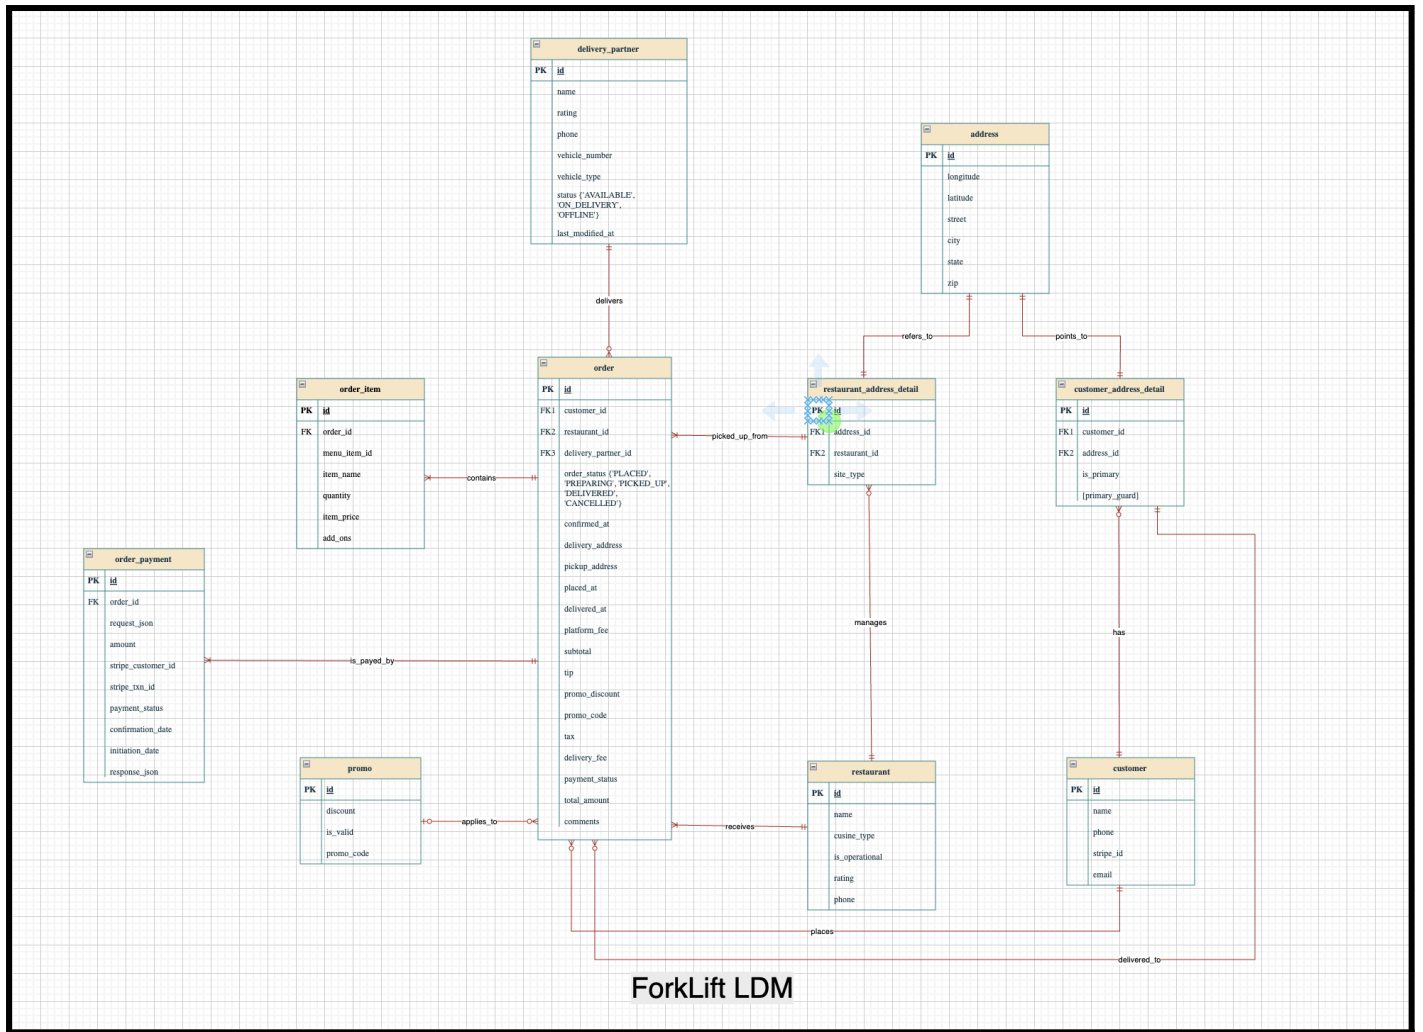 delivery_partner
PK id
name
rating
phone
vehicle_number
vehicle_type
status {'AVAILABLE',
'ON_DELIVERY',
'OFFLINE'}
last_modified_at
address
PK id
longitude
latitude
street
city
state
zip
delivers
refers_to
points_to
order_item
PK id
FK order_id
menu_item_id
item_name
quantity
item_price
add_ons
order
PK id
FK1 customer_id
FK2 restaurant_id
FK3 delivery_partner_id
order_status {'PLACED',
'PREPARING', 'PICKED_UP',
'DELIVERED',
'CANCELLED'}
confirmed_at
delivery_address
pickup_address
placed_at
delivered_at
platform_fee
subtotal
tip
promo_discount
promo_code
tax
delivery_fee
payment_status
total_amount
comments
restaurant_address_detail
PK id
FK1 address_id
FK2 restaurant_id
site_type
customer_address_detail
PK id
FK1 customer_id
FK2 address_id
is_primary
[primary_guard]
picked_up_from
contains
order_payment
PK id
FK order_id
request_json
amount
stripe_customer_id
stripe_txn_id
payment_status
confirmation_date
initiation_date
response_json
is_payed_by
manages
has
promo
PK id
discount
is_valid
promo_code
applies_to
receives
restaurant
PK id
name
cusine_type
is_operational
rating
phone
customer
PK id
name
phone
stripe_id
email
places
delivered_to
ForkLift LDM